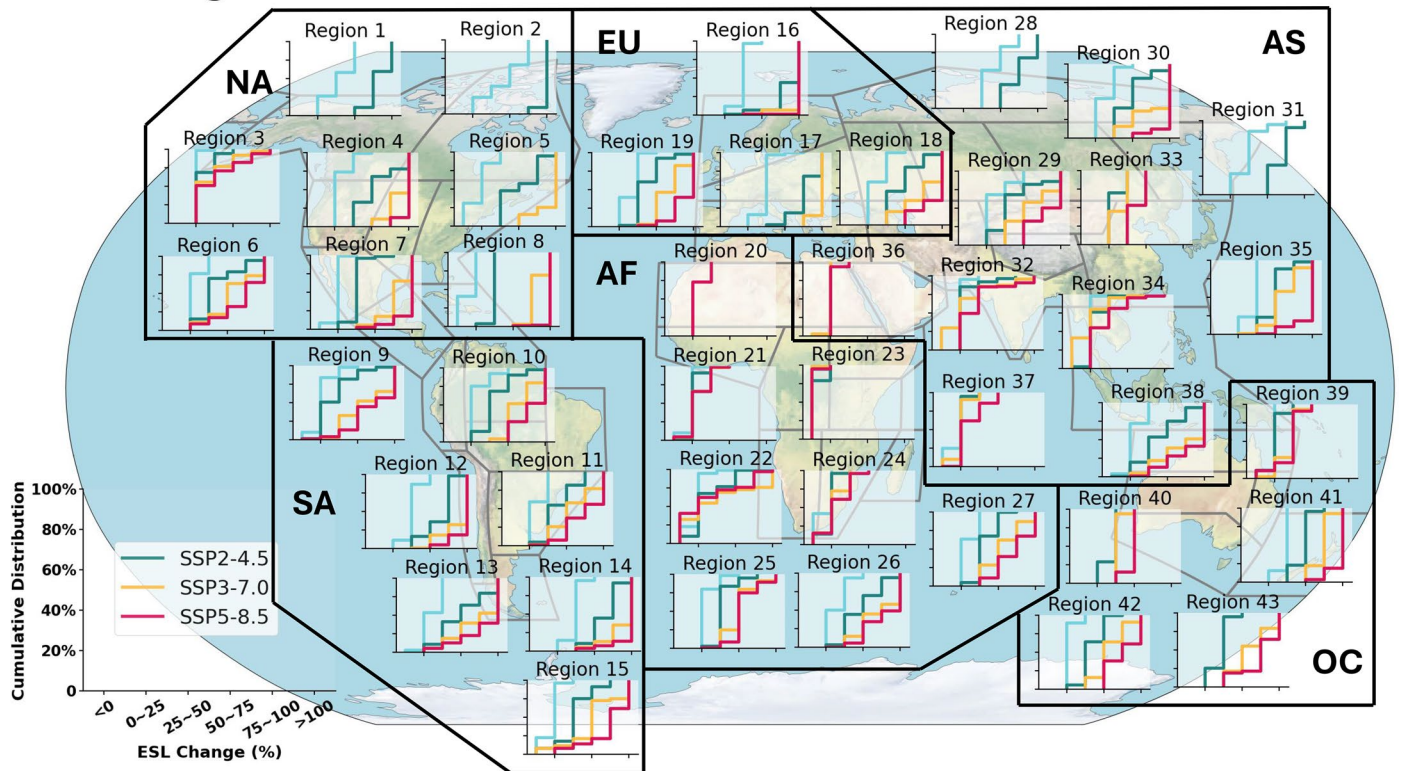 Region 1
Region 2
EU
Region 16
Region 28
AS
Region 30
NA
Region 31
Region 3
Region 4
Region 5
Region 19
Region 17
Region 18
Region 29
Region 33
Region 6
Region 7
Region 8
AF
Region 20
Region 36
Region 32
Region 34
Region 35
Region 9
Region 10
Region 21
Region 23
Region 37
Region 38
Region 39
Region 12
Region 11
Region 22
Region 24
Region 27
Region 40
Region 41
SA
Region 13
Region 14
Region 25
Region 26
Region 42
Region 43
OC
Region 15
Cumulative Distribution
100%
80%
60%
40%
20%
0
SSP2-4.5
SSP3-7.0
SSP5-8.5
<0
0~25
25~50
50~75
75~100
>100
ESL Change (%)